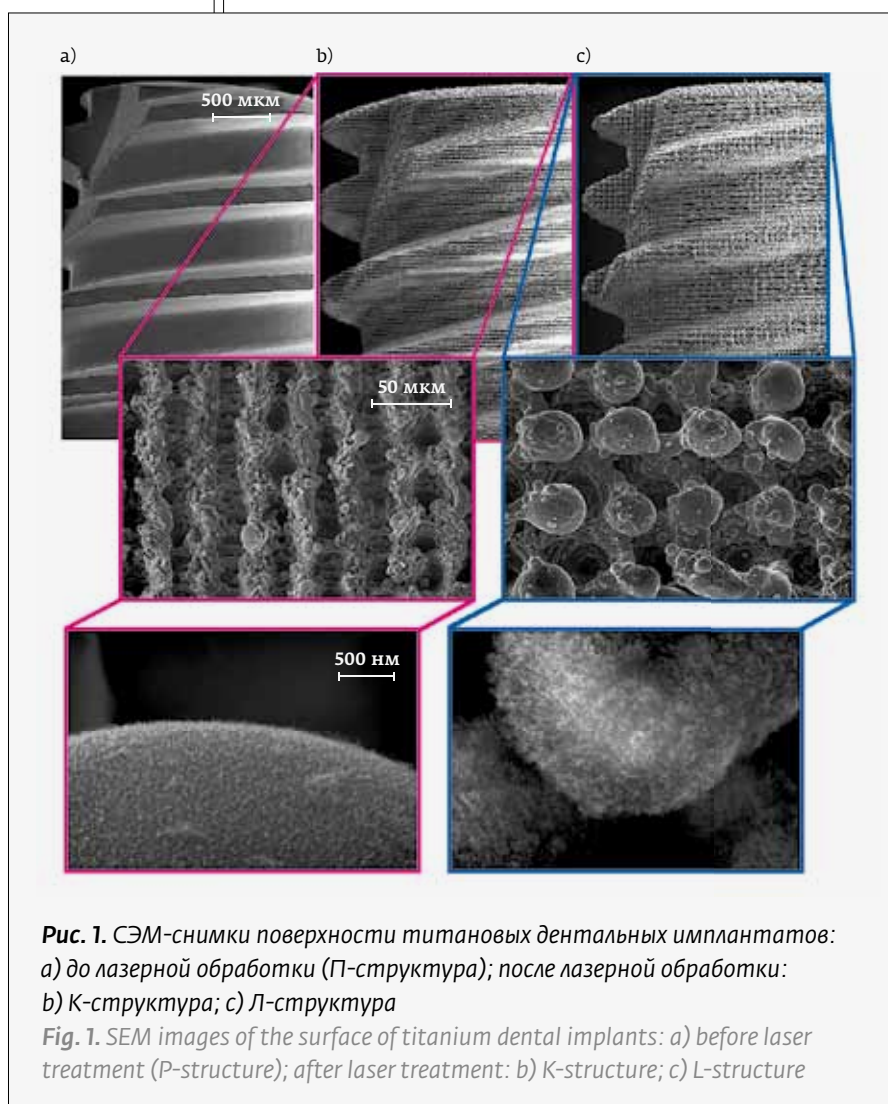 a)
b)
c)
500 мкм
50 мкм
500 нм
Рис. 1. СЭМ-снимки поверхности титановых дентальных имплантатов:
а) до лазерной обработки (П-структура); после лазерной обработки:
b) К-структура; c) Л-структура
Fig. 1. SEM images of the surface of titanium dental implants: a) before laser
treatment (P-structure); after laser treatment: b) K-structure; c) L-structure